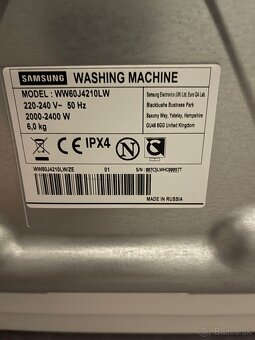 SAMSUNG WASHING MACHINE
MODEL : WW60J4210LW
220-240 V~ 50 Hz
2000-2400 W
6,0 kg
Samsung Electronics (UK) Ltd, Euro QA Lab.
Blackbushe Business Park
Saxony Way, Yateley, Hampshire
GU46 6GG United Kingdom
CE IPX4
WW60J4210LW/ZE 01
S/N :
MADE IN RUSSIA